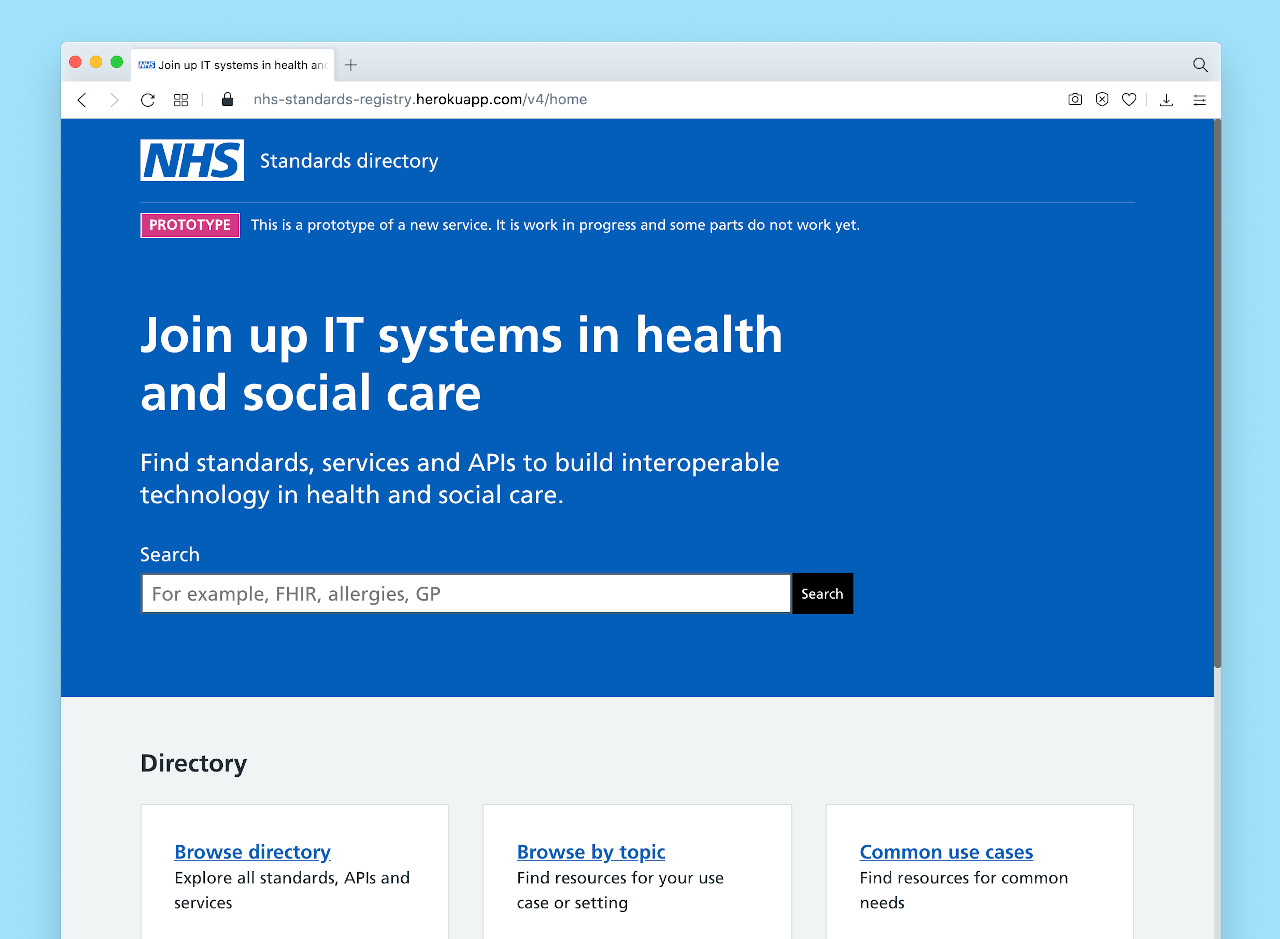 NHS Join up IT systems in health and
nhs-standards-registry.herokuapp.com/v4/home
NHS Standards directory
PROTOTYPE This is a prototype of a new service. It is work in progress and some parts do not work yet.
Join up IT systems in health
and social care
Find standards, services and APIs to build interoperable
technology in health and social care.
Search
For example, FHIR, allergies, GP Search
Directory
Browse directory Browse by topic Common use cases
Explore all standards, APIs and Find resources for your use Find resources for common
services case or setting needs